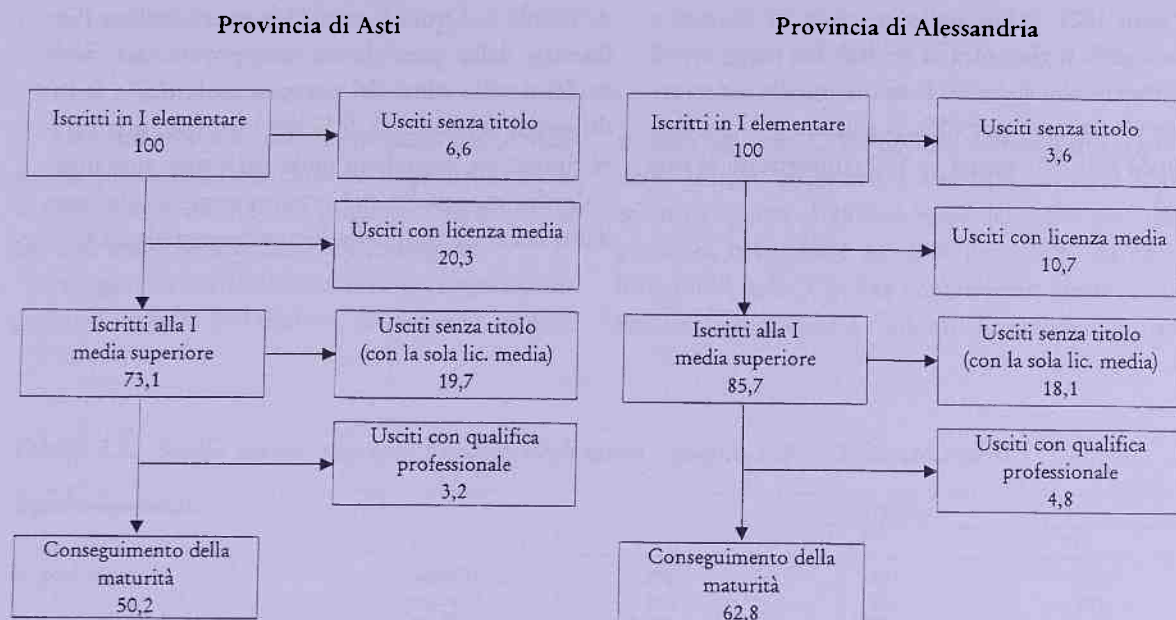 Provincia di Asti
Iscritti in I elementare
100
Usciti senza titolo
6,6
Usciti con licenza media
20,3
Iscritti alla I
media superiore
73,1
Usciti senza titolo
(con la sola lic. media)
19,7
Usciti con qualifica
professionale
3,2
Conseguimento della
maturità
50,2
Provincia di Alessandria
Iscritti in I elementare
100
Usciti senza titolo
3,6
Usciti con licenza media
10,7
Iscritti alla I
media superiore
85,7
Usciti senza titolo
(con la sola lic. media)
18,1
Usciti con qualifica
professionale
4,8
Conseguimento della
maturità
62,8